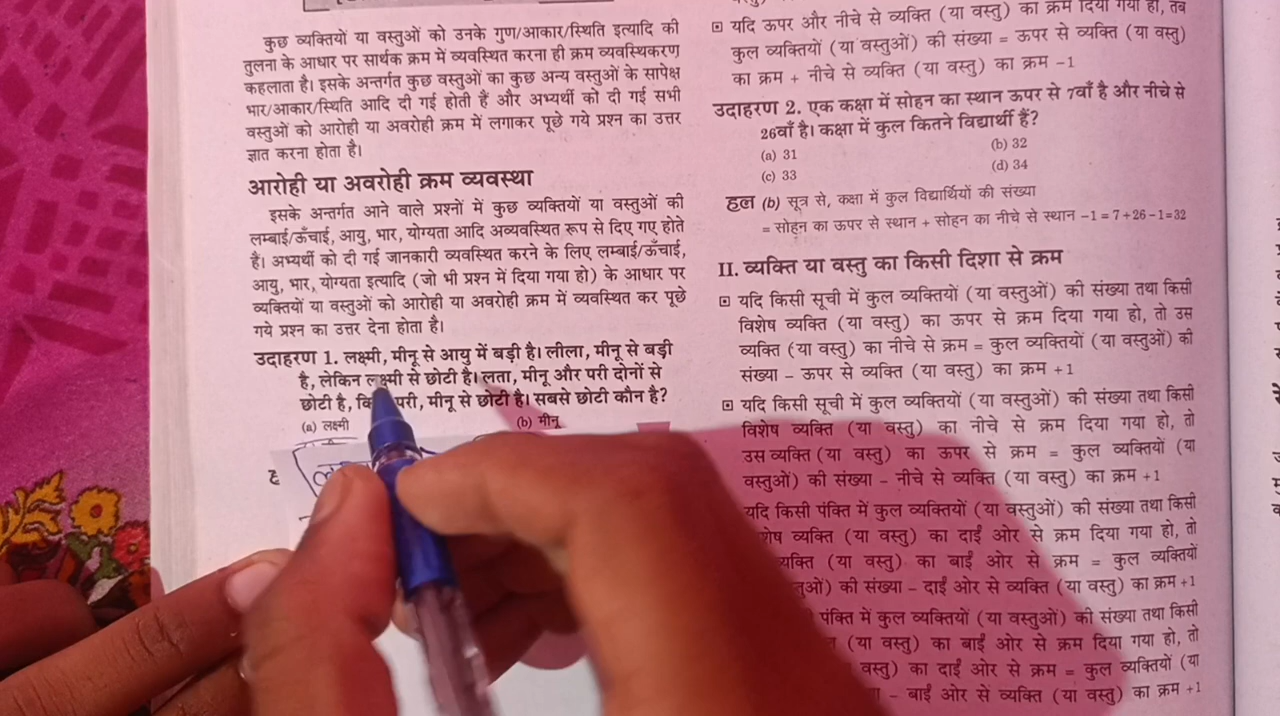 कुछ व्यक्तियों या वस्तुओं को उनके गुण/आकार/स्थिति इत्यादि की
तुलना के आधार पर सार्थक क्रम में व्यवस्थित करना ही क्रम व्यवस्थिकरण
कहलाता है। इसके अन्तर्गत कुछ वस्तुओं का कुछ अन्य वस्तुओं के सापेक्ष
भार/आकार/स्थिति आदि दी गई होती हैं और अभ्यर्थी को दी गई सभी
वस्तुओं को आरोही या अवरोही क्रम में लगाकर पूछे गये प्रश्न का उत्तर
ज्ञात करना होता है।
आरोही या अवरोही क्रम व्यवस्था
इसके अन्तर्गत आने वाले प्रश्नों में कुछ व्यक्तियों या वस्तुओं की
लम्बाई/ऊँचाई, आयु, भार, योग्यता आदि अव्यवस्थित रूप से दिए गए होते
हैं। अभ्यर्थी को दी गई जानकारी व्यवस्थित करने के लिए लम्बाई/ऊँचाई,
आयु, भार, योग्यता इत्यादि (जो भी प्रश्न में दिया गया हो) के आधार पर
व्यक्तियों या वस्तुओं को आरोही या अवरोही क्रम में व्यवस्थित कर पूछे
गये प्रश्न का उत्तर देना होता है।
उदाहरण 1. लक्ष्मी, मीनू से आयु में बड़ी है। लीला, मीनू से बड़ी
है, लेकिन लक्ष्मी से छोटी है। लता, मीनू और परी दोनों से
छोटी है, परी, मीनू से छोटी है। सबसे छोटी कौन है?
(a) लक्ष्मी (b) मीनू
यदि ऊपर और नीचे से व्यक्ति (या वस्तु) का क्रम दिया गया हो, तब
कुल व्यक्तियों (या वस्तुओं) की संख्या = ऊपर से व्यक्ति (या वस्तु)
का क्रम + नीचे से व्यक्ति (या वस्तु) का क्रम -1
उदाहरण 2. एक कक्षा में सोहन का स्थान ऊपर से 7वाँ है और नीचे से
26वाँ है। कक्षा में कुल कितने विद्यार्थी हैं?
(a) 31 (b) 32
(c) 33 (d) 34
हल (b) सूत्र से, कक्षा में कुल विद्यार्थियों की संख्या
= सोहन का ऊपर से स्थान + सोहन का नीचे से स्थान -1 = 7+26-1=32
II. व्यक्ति या वस्तु का किसी दिशा से क्रम
यदि किसी सूची में कुल व्यक्तियों (या वस्तुओं) की संख्या तथा किसी
विशेष व्यक्ति (या वस्तु) का ऊपर से क्रम दिया गया हो, तो उस
व्यक्ति (या वस्तु) का नीचे से क्रम = कुल व्यक्तियों (या वस्तुओं) की
संख्या - ऊपर से व्यक्ति (या वस्तु) का क्रम +1
यदि किसी सूची में कुल व्यक्तियों (या वस्तुओं) की संख्या तथा किसी
विशेष व्यक्ति (या वस्तु) का नीचे से क्रम दिया गया हो, तो
उस व्यक्ति (या वस्तु) का ऊपर से क्रम = कुल व्यक्तियों (या
वस्तुओं) की संख्या - नीचे से व्यक्ति (या वस्तु) का क्रम +1
यदि किसी पंक्ति में कुल व्यक्तियों (या वस्तुओं) की संख्या तथा किसी
व्यक्ति (या वस्तु) का दाईं ओर से क्रम दिया गया हो, तो
(या वस्तु) का बाईं ओर से क्रम = कुल व्यक्तियों
की संख्या - दाईं ओर से व्यक्ति (या वस्तु) का क्रम +1
पंक्ति में कुल व्यक्तियों (या वस्तुओं) की संख्या तथा किसी
(या वस्तु) का बाईं ओर से क्रम दिया गया हो, तो
वस्तु) का दाईं ओर से क्रम = कुल व्यक्तियों (या
- बाईं ओर से व्यक्ति (या वस्तु) का क्रम +1